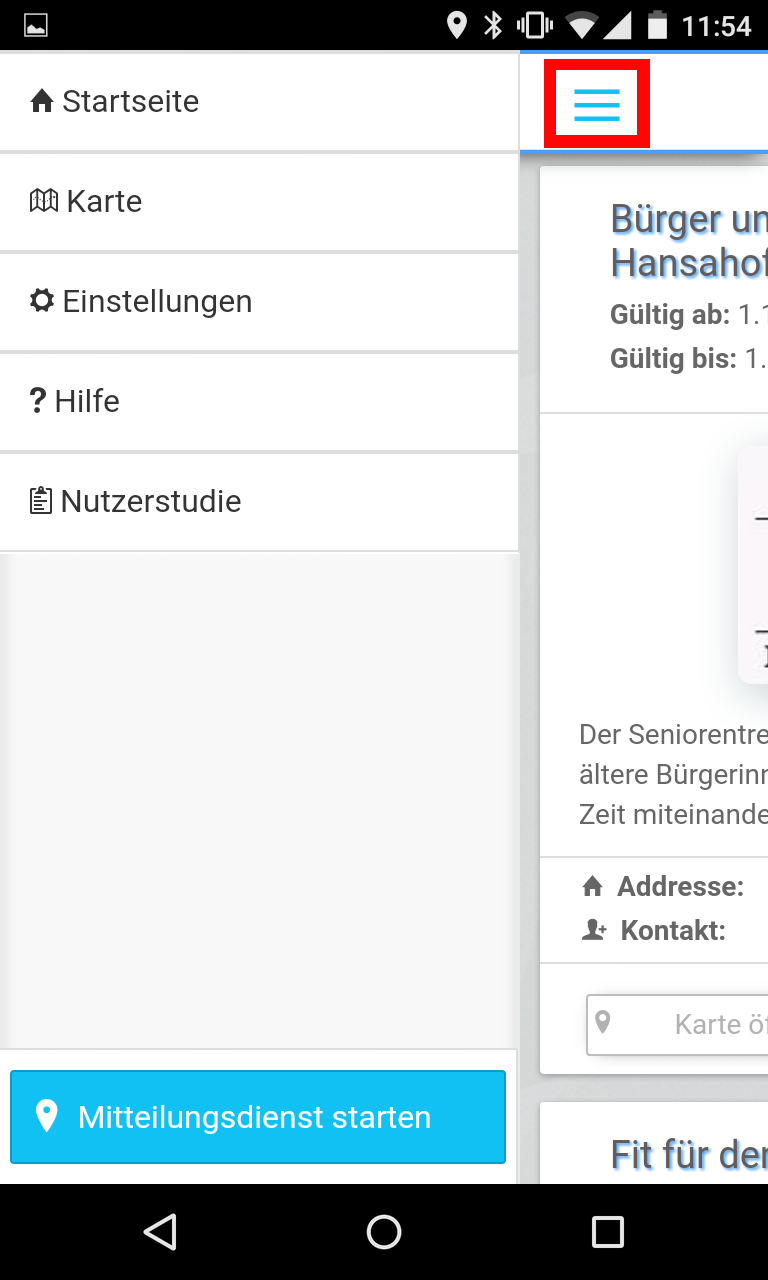 11:54
Startseite
Karte
Einstellungen
Hilfe
Nutzerstudie
Mitteilungsdienst starten
Bürger un
Hansahof
Gültig ab: 1.1
Gültig bis: 1.
Der Seniorentre
ältere Bürgerinn
Zeit miteinande
Addresse:
Kontakt:
Karte öf
Fit für der